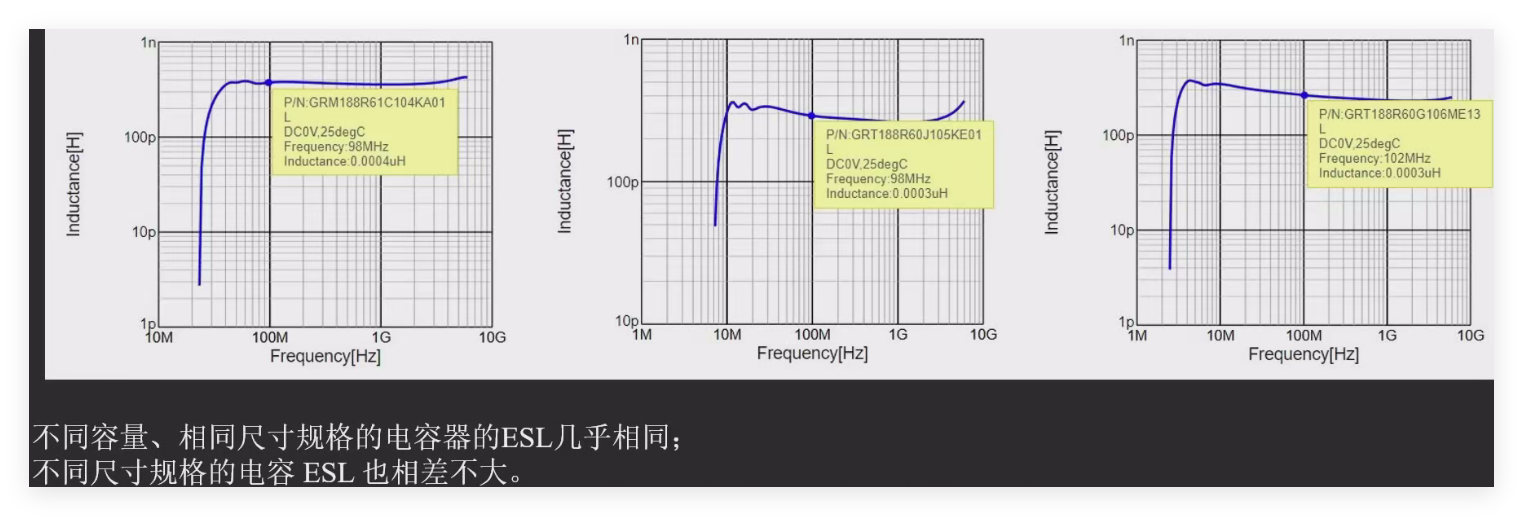 1n
100p
10p
1p
10M
100M
1G
10G
Inductance[H]
Frequency[Hz]
P/N:GRM188R61C104KA01
L
DC0V,25degC
Frequency:98MHz
Inductance:0.0004uH
1n
100p
10p
1M
10M
100M
1G
10G
Inductance[H]
Frequency[Hz]
P/N:GRT188R60J105KE01
L
DC0V,25degC
Frequency:98MHz
Inductance:0.0003uH
1n
100p
10p
1p
1M
10M
100M
1G
10G
Inductance[H]
Frequency[Hz]
P/N:GRT188R60G106ME13
L
DC0V,25degC
Frequency:102MHz
Inductance:0.0003uH
不同容量、相同尺寸规格的电容器的ESL几乎相同;
不同尺寸规格的电容 ESL 也相差不大。